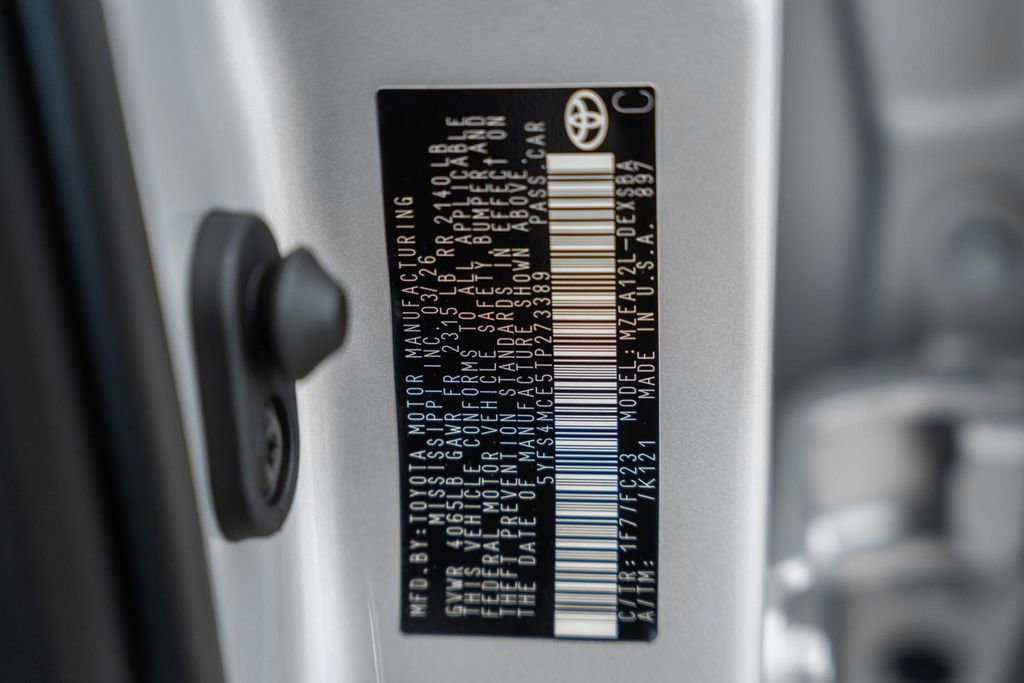 MFD.BY:TOYOTA MOTOR MANUFACTURING
MISSISSIPPI INC. 03/26
GVWR 4065LB GAWR FR 2315LB RR 2140LB
THIS VEHICLE CONFORMS TO ALL APPLICABLE
FEDERAL MOTOR VEHICLE SAFETY BUMPER AND
THEFT PREVENTION STANDARDS IN EFFECT ON
THE DATE OF MANUFACTURE SHOWN ABOVE.
5YFS4MCE5TP273389 PASS.CAR
C/TR:1F7/FC23 MODEL:MZEA12L-DEXSBA
A/TM: /K121 MADE IN U.S.A. 897
C